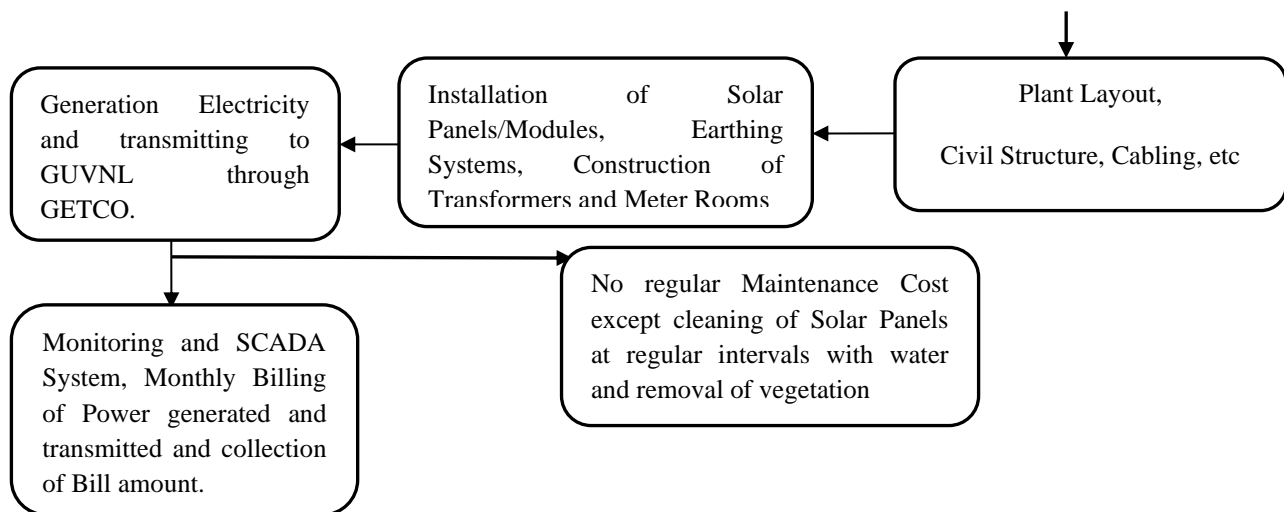 Plant Layout,
Civil Structure, Cabling, etc
Installation of Solar
Panels/Modules, Earthing
Systems, Construction of
Transformers and Meter Rooms
Generation Electricity
and transmitting to
GUVNL through
GETCO.
No regular Maintenance Cost
except cleaning of Solar Panels
at regular intervals with water
and removal of vegetation
Monitoring and SCADA
System, Monthly Billing
of Power generated and
transmitted and collection
of Bill amount.